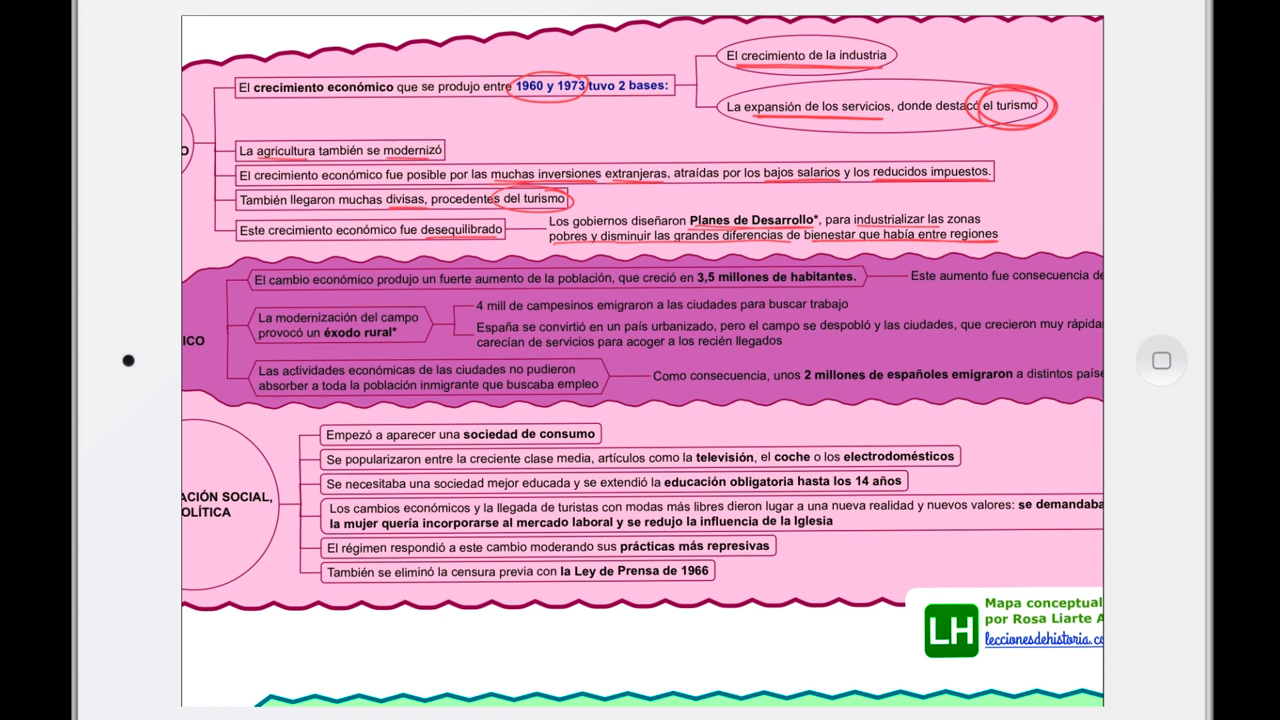 El crecimiento económico que se produjo entre 1960 y 1973 tuvo 2 bases:
El crecimiento de la industria
La expansión de los servicios, donde destacó el turismo
O
La agricultura también se modernizó
El crecimiento económico fue posible por las muchas inversiones extranjeras, atraídas por los bajos salarios y los reducidos impuestos.
También llegaron muchas divisas, procedentes del turismo
Este crecimiento económico fue desequilibrado
Los gobiernos diseñaron Planes de Desarrollo*, para industrializar las zonas
pobres y disminuir las grandes diferencias de bienestar que había entre regiones
ICO
El cambio económico produjo un fuerte aumento de la población, que creció en 3,5 millones de habitantes.
Este aumento fue consecuencia de
La modernización del campo
provocó un éxodo rural*
4 mill de campesinos emigraron a las ciudades para buscar trabajo
España se convirtió en un país urbanizado, pero el campo se despobló y las ciudades, que crecieron muy rápida
carecían de servicios para acoger a los recién llegados
Las actividades económicas de las ciudades no pudieron
absorber a toda la población inmigrante que buscaba empleo
Como consecuencia, unos 2 millones de españoles emigraron a distintos paíse
ACIÓN SOCIAL,
OLÍTICA
Empezó a aparecer una sociedad de consumo
Se popularizaron entre la creciente clase media, artículos como la televisión, el coche o los electrodomésticos
Se necesitaba una sociedad mejor educada y se extendió la educación obligatoria hasta los 14 años
Los cambios económicos y la llegada de turistas con modas más libres dieron lugar a una nueva realidad y nuevos valores: se demandaba
la mujer quería incorporarse al mercado laboral y se redujo la influencia de la Iglesia
El régimen respondió a este cambio moderando sus prácticas más represivas
También se eliminó la censura previa con la Ley de Prensa de 1966
LH
Mapa conceptual
por Rosa Liarte A
leccionesdehistoria.co